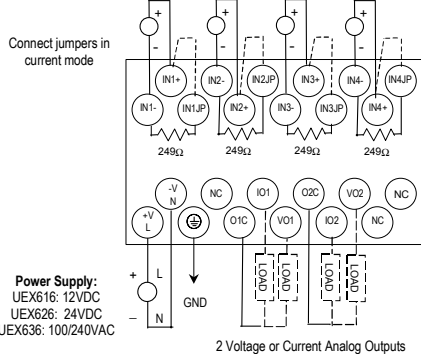 + + + +
Connect jumpers in
current mode
- - - -
IN1+ IN2- IN2JP IN3+ IN4- IN4JP
IN1- IN1JP IN2+ IN3- IN3JP IN4+
249Ω 249Ω 249Ω 249Ω
-V
N NC IO1 O2C VO2 NC
+V
L O1C VO1 IO2 NC
+ L
LOAD LOAD LOAD LOAD
Power Supply:
UEX616: 12VDC
UEX626: 24VDC
UEX636: 100/240VAC
GND
– N
2 Voltage or Current Analog Outputs